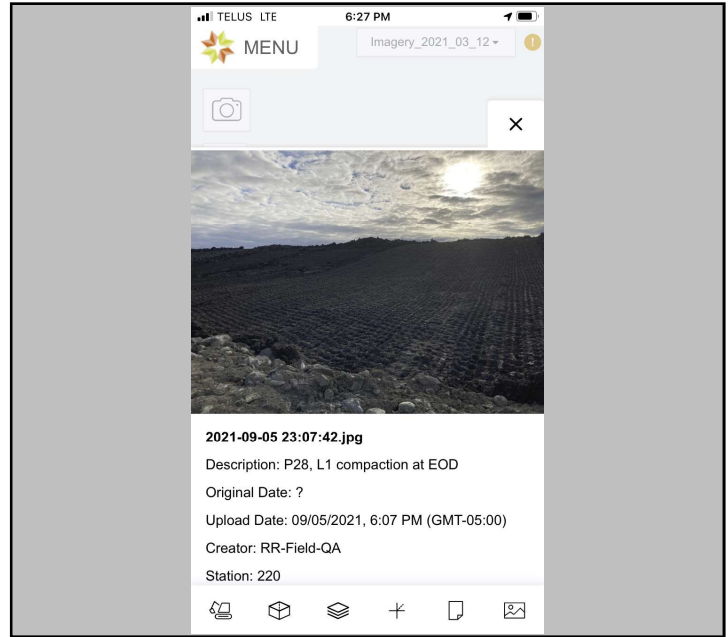 TELUS LTE 6:27 PM
MENU
Imagery_2021_03_12
!
2021-09-05 23:07:42.jpg
Description: P28, L1 compaction at EOD
Original Date: ?
Upload Date: 09/05/2021, 6:07 PM (GMT-05:00)
Creator: RR-Field-QA
Station: 220